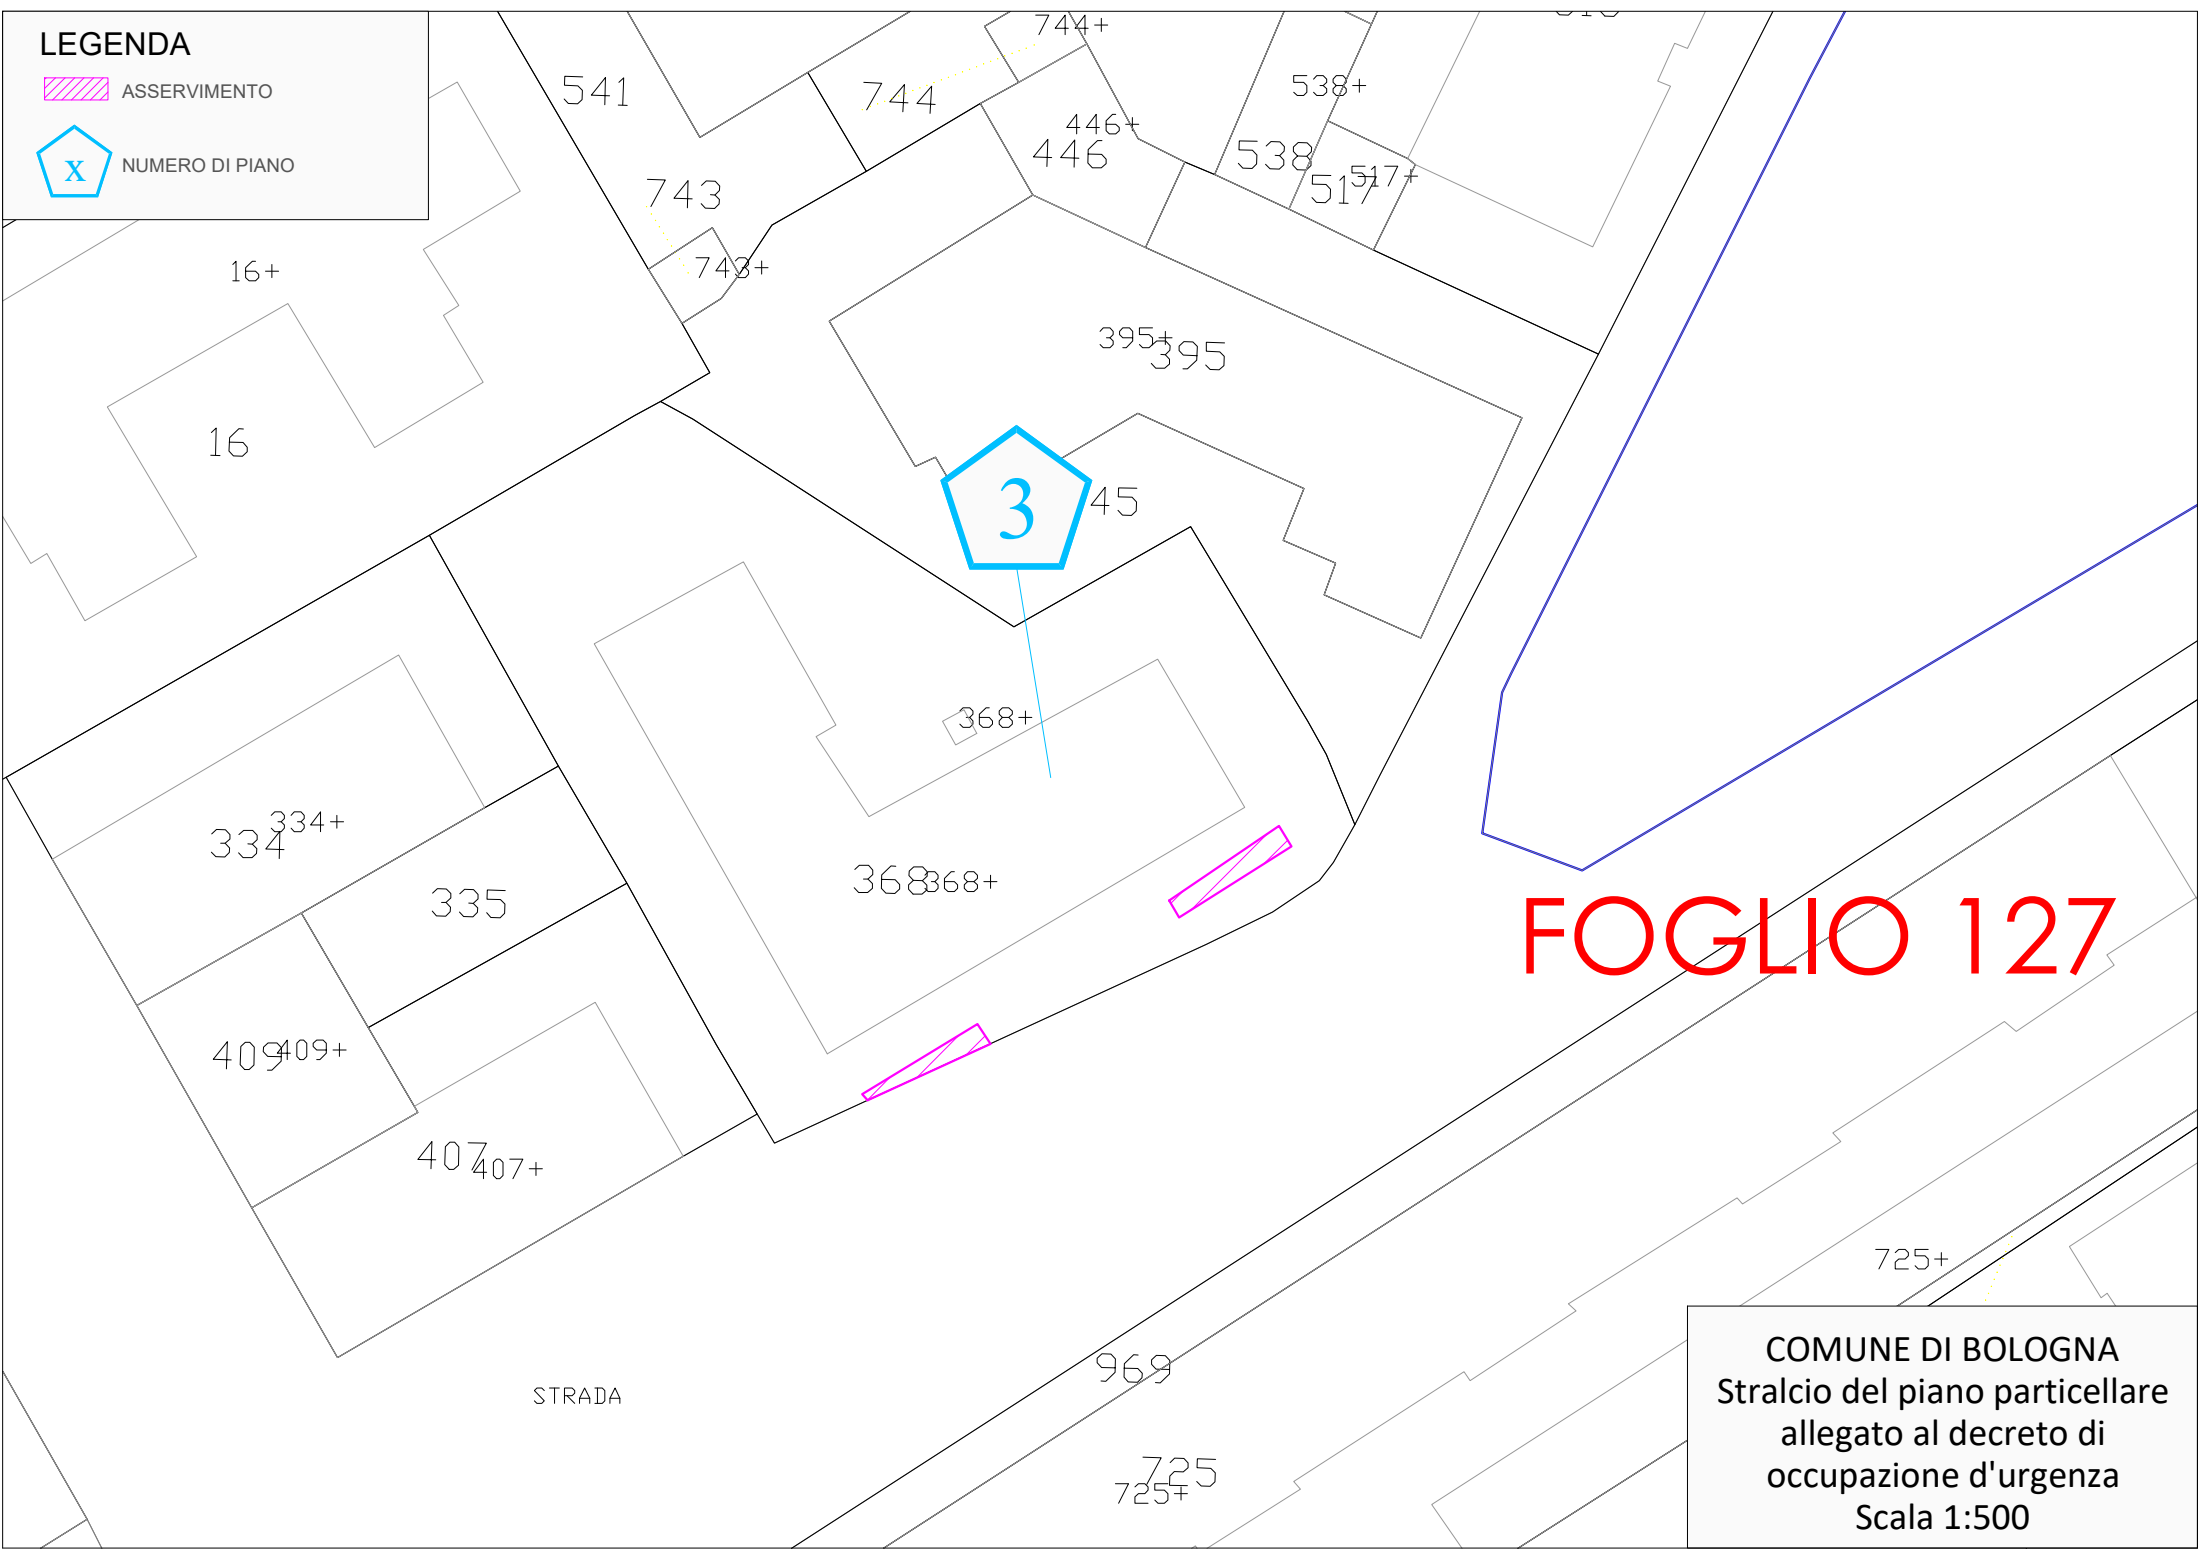 LEGENDA
ASSERVIMENTO
x
NUMERO DI PIANO
744+
541
744
538+
446+
446
538
517
517+
743
743+
16+
395+
395
16
3
45
368+
334+
334
368
368+
335
FOGLIO 127
409
409+
407
407+
725+
969
STRADA
725
725+
COMUNE DI BOLOGNA
Stralcio del piano particellare
allegato al decreto di
occupazione d'urgenza
Scala 1:500